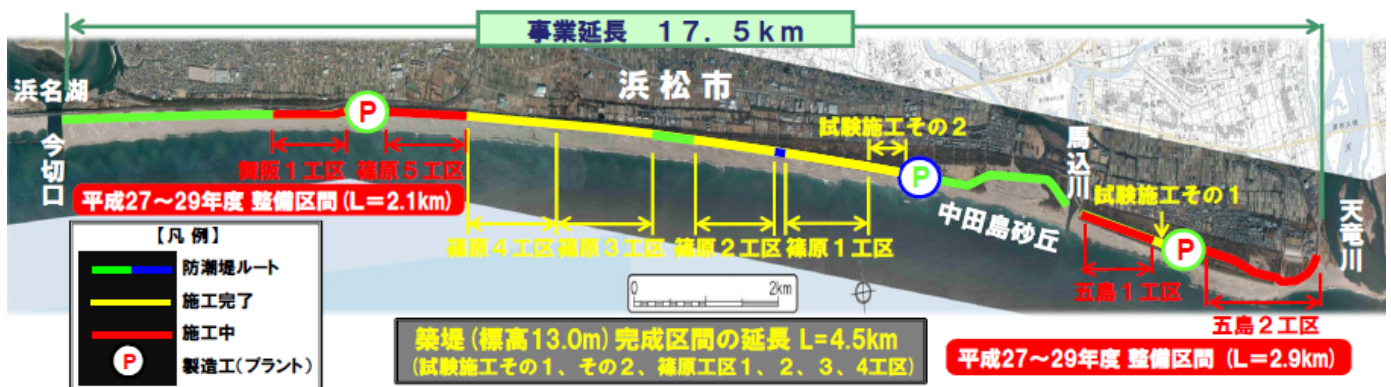 事業延長 17.5km
浜名湖
今切口
浜松市
試験施工その2
馬込川
試験施工その1
天竜川
中田島砂丘
舞阪1工区
篠原5工区
平成27～29年度 整備区間(L=2.1km)
篠原4工区
篠原3工区
篠原2工区
篠原1工区
五島1工区
五島2工区
平成27～29年度 整備区間 (L=2.9km)
【凡 例】
防潮堤ルート
施工完了
施工中
P 製造工(プラント)
P
P
P
0 2km
築堤(標高13.0m)完成区間の延長 L=4.5km
(試験施工その1、その2、篠原工区1、2、3、4工区)